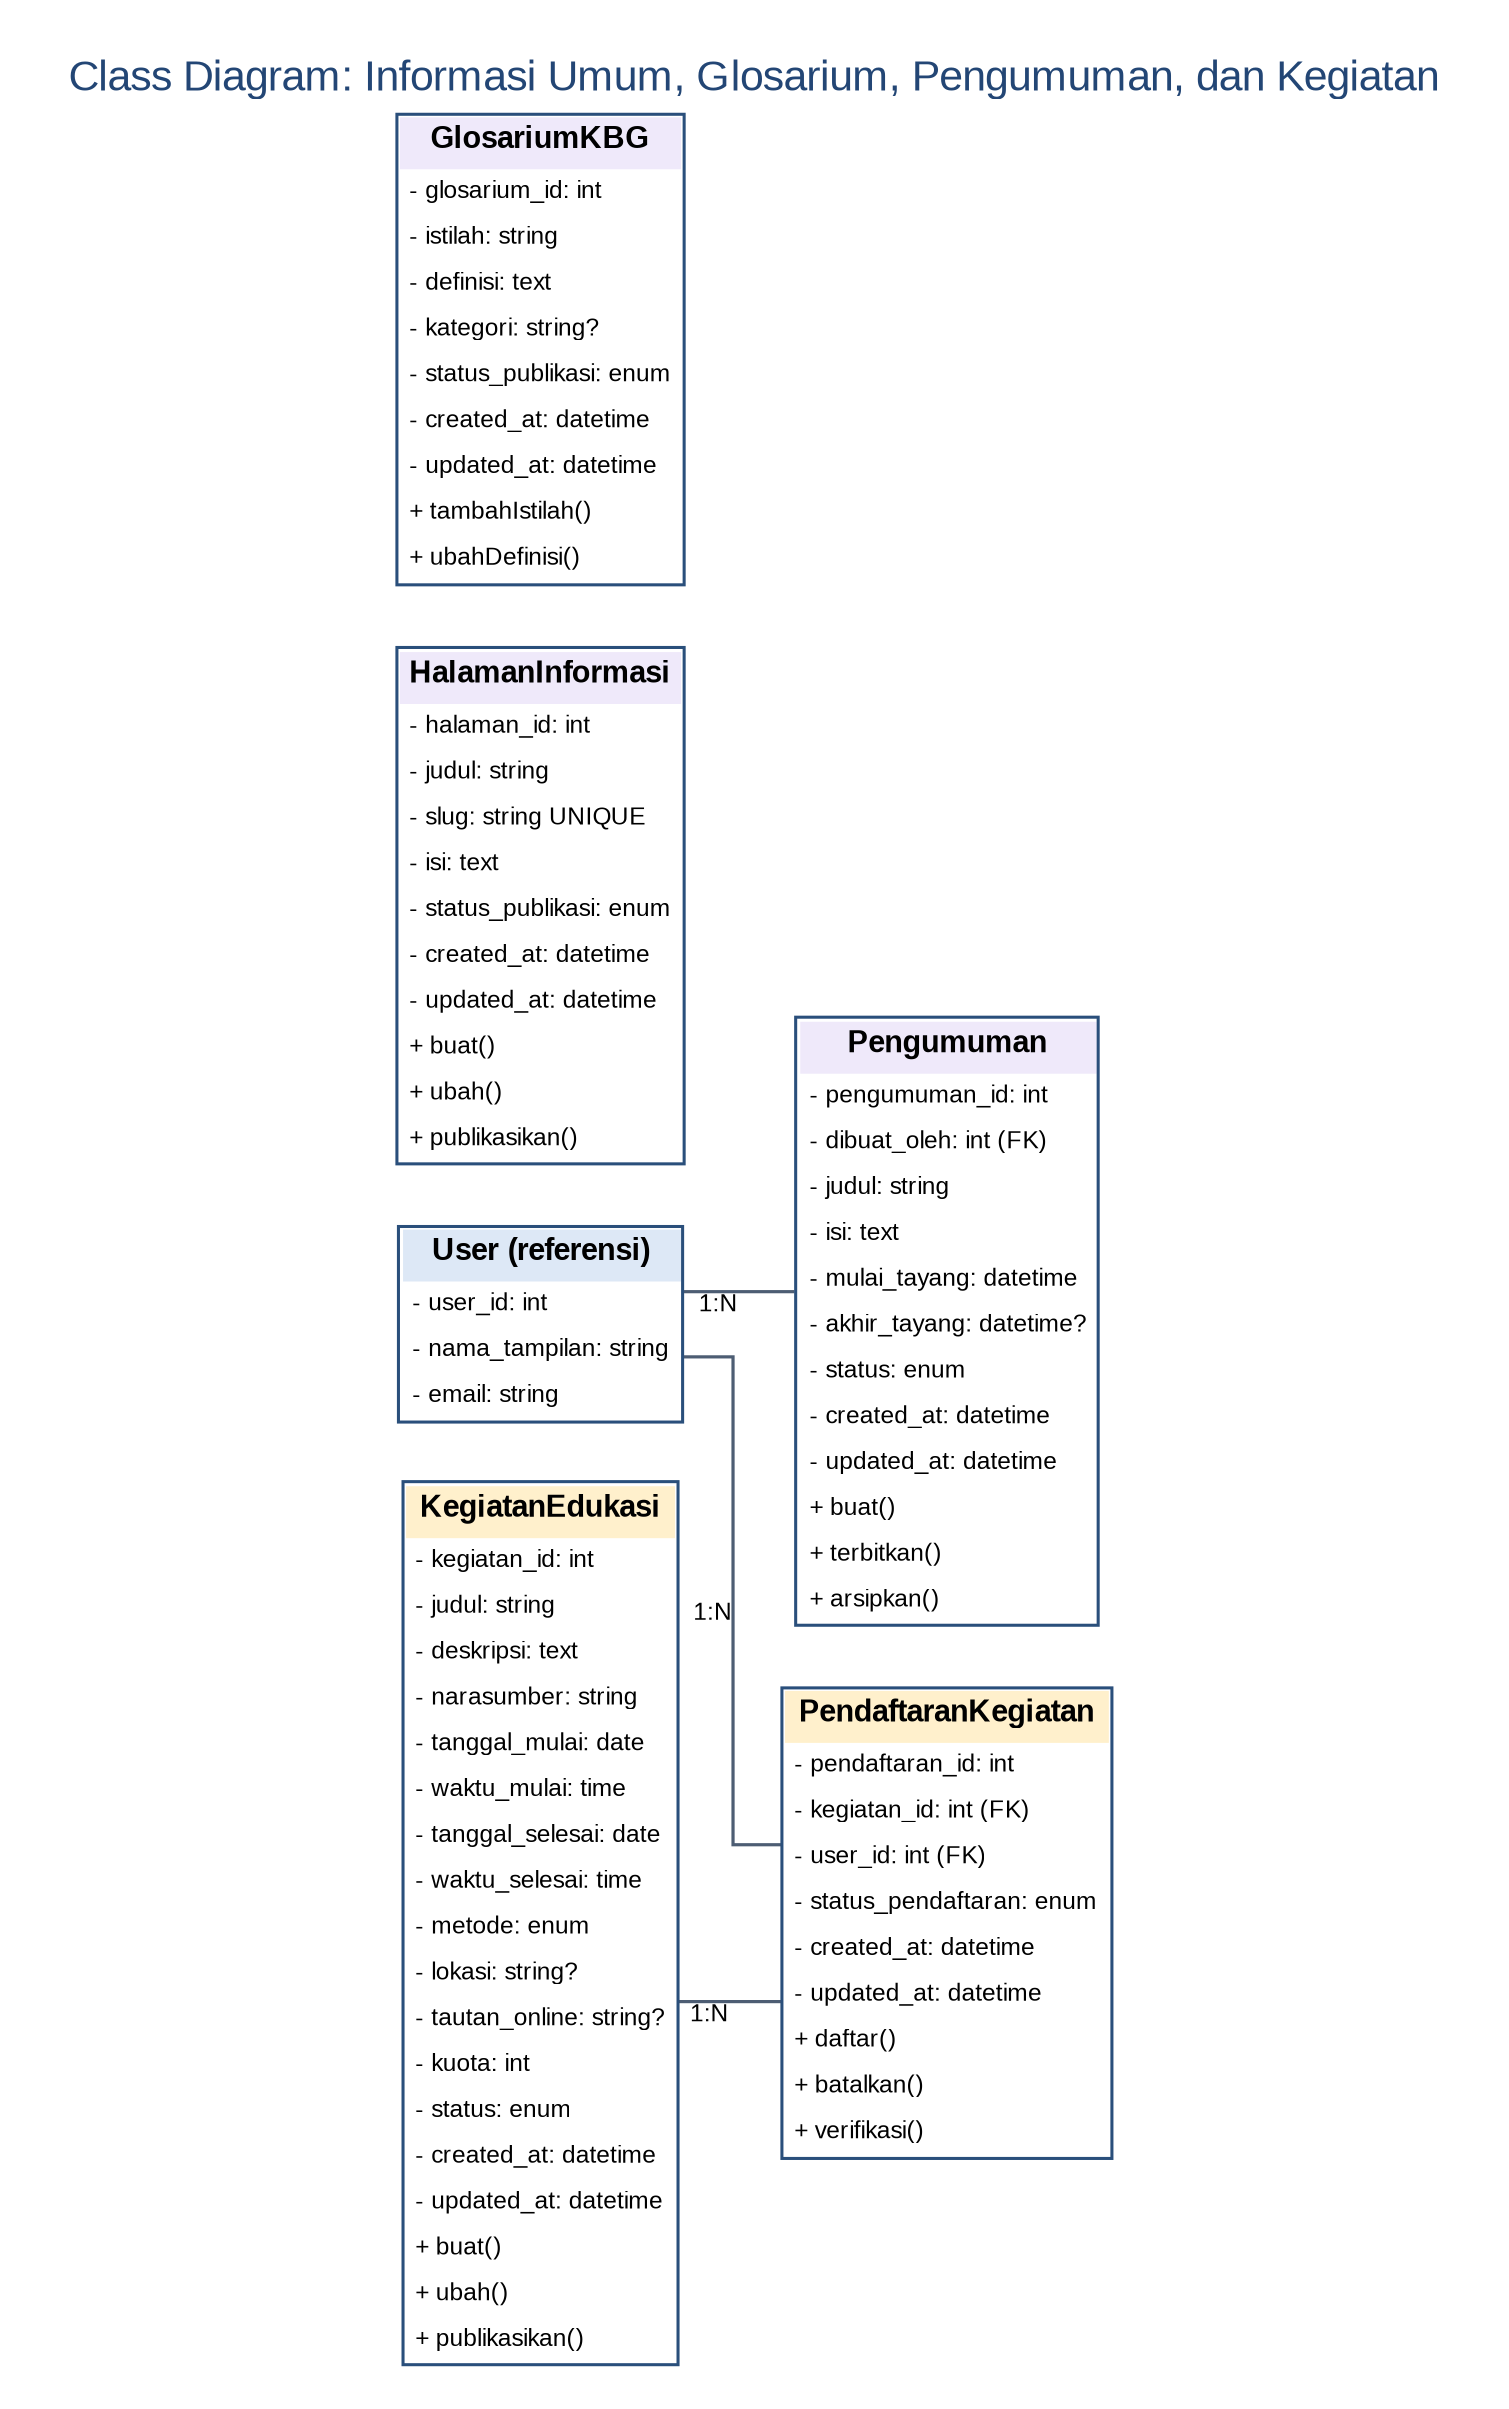 Class Diagram: Informasi Umum, Glosarium, Pengumuman, dan Kegiatan
GlosariumKBG
- glosarium_id: int
- istilah: string
- definisi: text
- kategori: string?
- status_publikasi: enum
- created_at: datetime
- updated_at: datetime
+ tambahIstilah()
+ ubahDefinisi()
HalamanInformasi
- halaman_id: int
- judul: string
- slug: string UNIQUE
- isi: text
- status_publikasi: enum
- created_at: datetime
- updated_at: datetime
+ buat()
+ ubah()
+ publikasikan()
Pengumuman
- pengumuman_id: int
- dibuat_oleh: int (FK)
- judul: string
- isi: text
- mulai_tayang: datetime
- akhir_tayang: datetime?
- status: enum
- created_at: datetime
- updated_at: datetime
+ buat()
+ terbitkan()
+ arsipkan()
User (referensi)
- user_id: int
- nama_tampilan: string
- email: string
1:N
1:N
KegiatanEdukasi
- kegiatan_id: int
- judul: string
- deskripsi: text
- narasumber: string
- tanggal_mulai: date
- waktu_mulai: time
- tanggal_selesai: date
- waktu_selesai: time
- metode: enum
- lokasi: string?
- tautan_online: string?
- kuota: int
- status: enum
- created_at: datetime
- updated_at: datetime
+ buat()
+ ubah()
+ publikasikan()
1:N
PendaftaranKegiatan
- pendaftaran_id: int
- kegiatan_id: int (FK)
- user_id: int (FK)
- status_pendaftaran: enum
- created_at: datetime
- updated_at: datetime
+ daftar()
+ batalkan()
+ verifikasi()